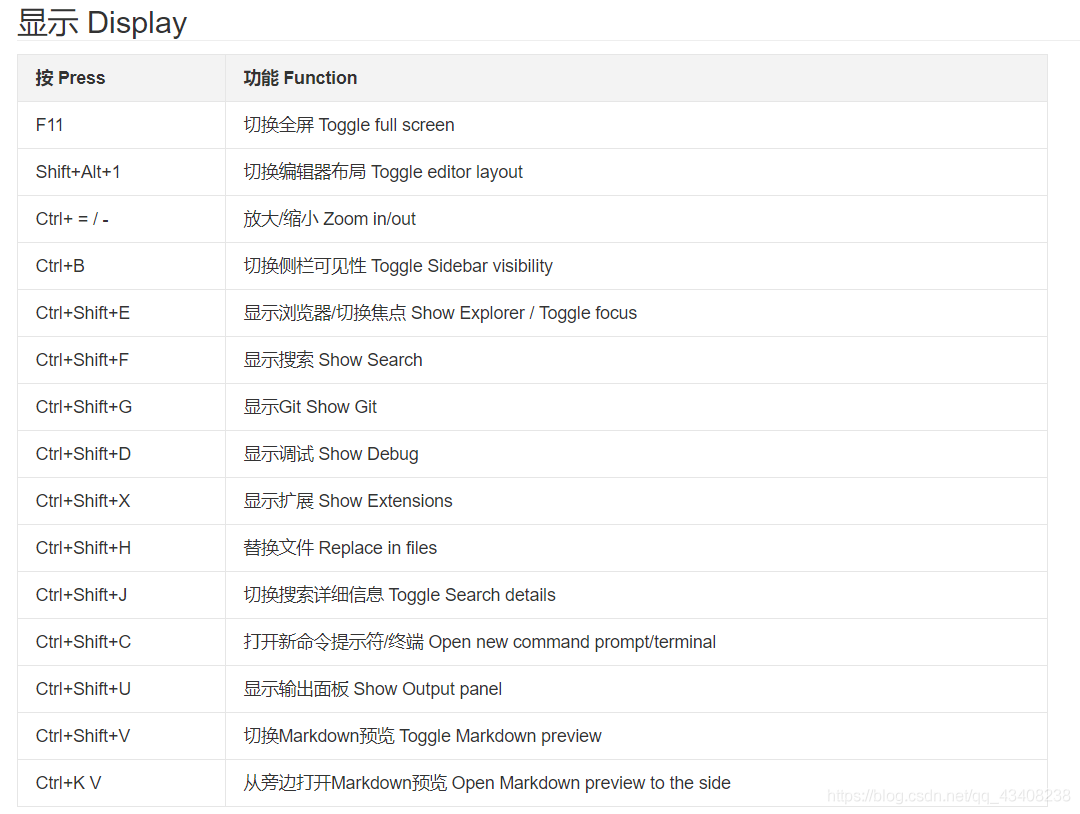 显示 Display
按 Press 功能 Function
F11 切换全屏 Toggle full screen
Shift+Alt+1 切换编辑器布局 Toggle editor layout
Ctrl+ = / - 放大/缩小 Zoom in/out
Ctrl+B 切换侧栏可见性 Toggle Sidebar visibility
Ctrl+Shift+E 显示浏览器/切换焦点 Show Explorer / Toggle focus
Ctrl+Shift+F 显示搜索 Show Search
Ctrl+Shift+G 显示Git Show Git
Ctrl+Shift+D 显示调试 Show Debug
Ctrl+Shift+X 显示扩展 Show Extensions
Ctrl+Shift+H 替换文件 Replace in files
Ctrl+Shift+J 切换搜索详细信息 Toggle Search details
Ctrl+Shift+C 打开新命令提示符/终端 Open new command prompt/terminal
Ctrl+Shift+U 显示输出面板 Show Output panel
Ctrl+Shift+V 切换Markdown预览 Toggle Markdown preview
Ctrl+K V 从旁边打开Markdown预览 Open Markdown preview to the side
https://blog.csdn.net/qq_43408238